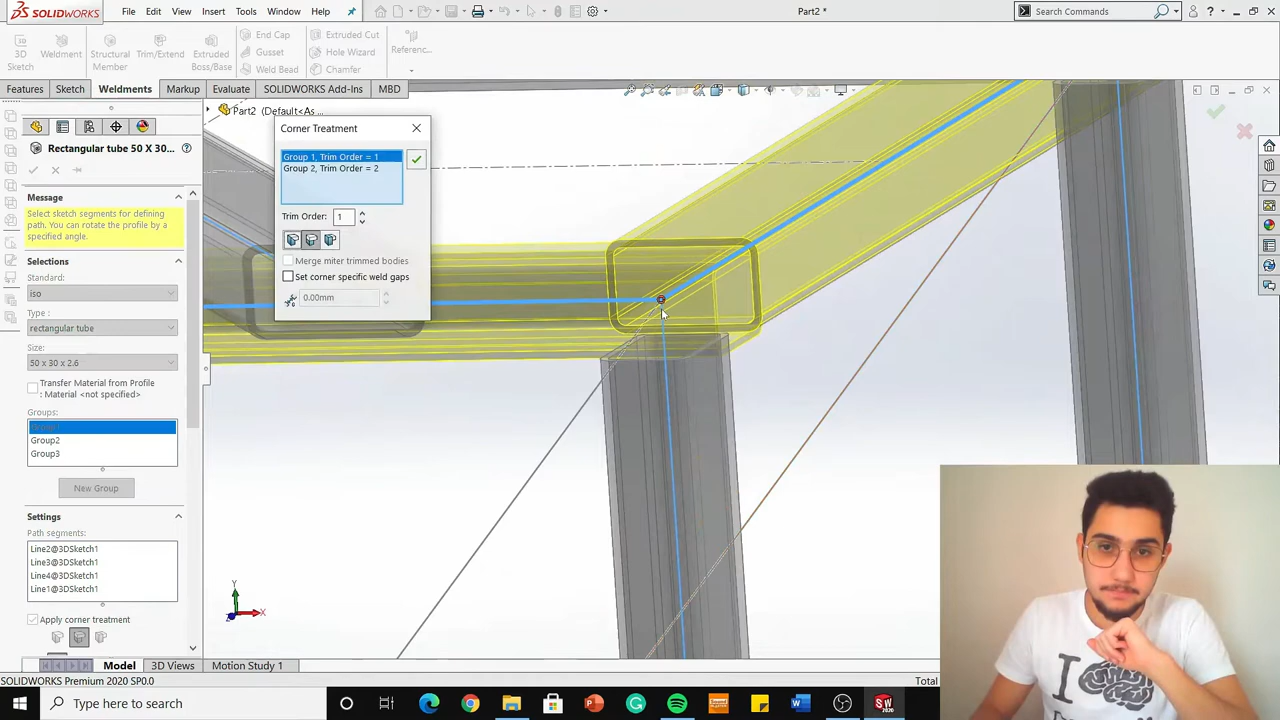 SOLIDWORKS File Edit View Insert Tools Window Help Part2 * Search Commands
3D Sketch
Weldment
Structural Member
Trim/Extend
Extruded Boss/Base
End Cap
Gusset
Weld Bead
Extruded Cut
Hole Wizard
Chamfer
Referenc...
Features Sketch Weldments Markup Evaluate SOLIDWORKS Add-Ins MBD
Part2 (Default<As ...
Rectangular tube 50 X 30...
Message
Select sketch segments for defining
path. You can rotate the profile by a
specified angle.
Selections
Standard:
iso
Type :
rectangular tube
Size:
50 x 30 x 2.6
Transfer Material from Profile
: Material <not specified>
Groups:
Group1
Group2
Group3
New Group
Settings
Path segments:
Line2@3DSketch1
Line3@3DSketch1
Line4@3DSketch1
Line1@3DSketch1
Apply corner treatment
Corner Treatment
Group 1, Trim Order = 1
Group 2, Trim Order = 2
Trim Order: 1
Merge miter trimmed bodies
Set corner specific weld gaps
0.00mm
Y
X
Z
I
Model 3D Views Motion Study 1
SOLIDWORKS Premium 2020 SP0.0
Total
Type here to search
SW
2020